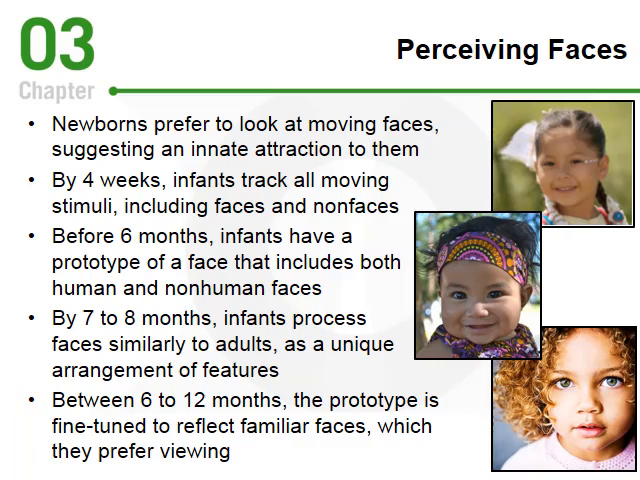 03
Chapter
Perceiving Faces
• Newborns prefer to look at moving faces,
suggesting an innate attraction to them
• By 4 weeks, infants track all moving
stimuli, including faces and nonfaces
• Before 6 months, infants have a
prototype of a face that includes both
human and nonhuman faces
• By 7 to 8 months, infants process
faces similarly to adults, as a unique
arrangement of features
• Between 6 to 12 months, the prototype is
fine-tuned to reflect familiar faces, which
they prefer viewing